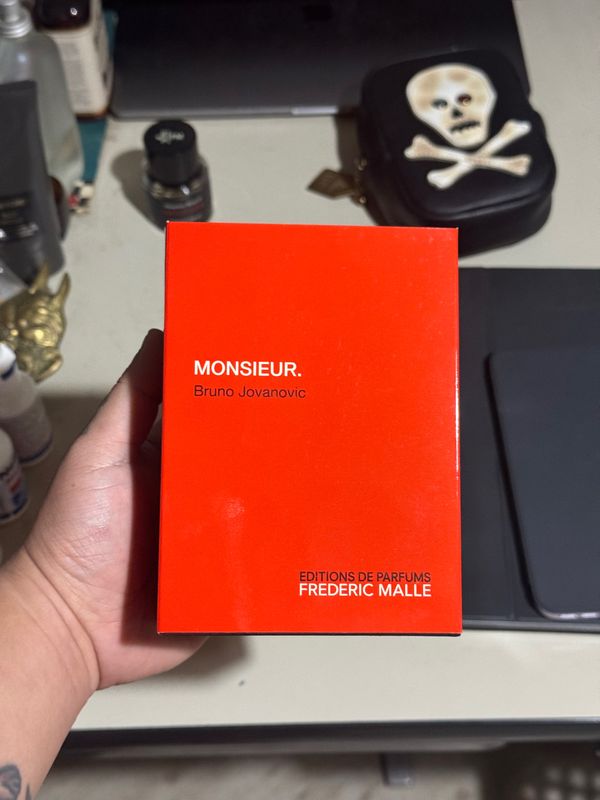 MONSIEUR.
Bruno Jovanovic
EDITIONS DE PARFUMS
FREDERIC MALLE